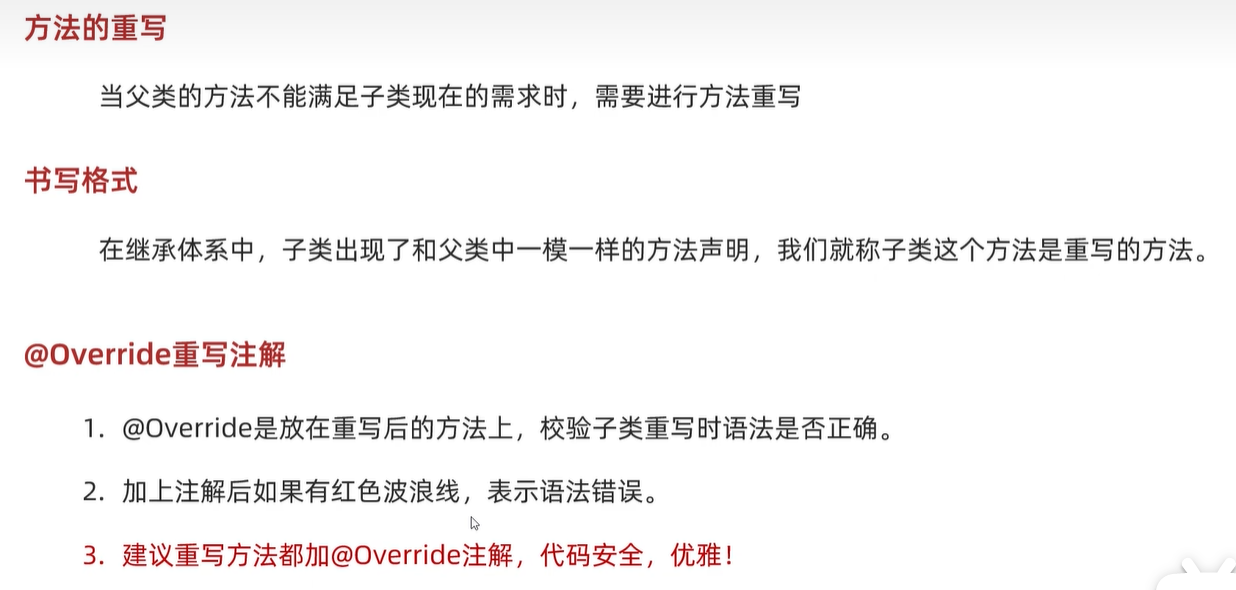 方法的重写
当父类的方法不能满足子类现在的需求时，需要进行方法重写
书写格式
在继承体系中，子类出现了和父类中一模一样的方法声明，我们就称子类这个方法是重写的方法。
@Override重写注解
1. @Override是放在重写后的方法上，校验子类重写时语法是否正确。
2. 加上注解后如果有红色波浪线，表示语法错误。
3. 建议重写方法都加@Override注解，代码安全，优雅！